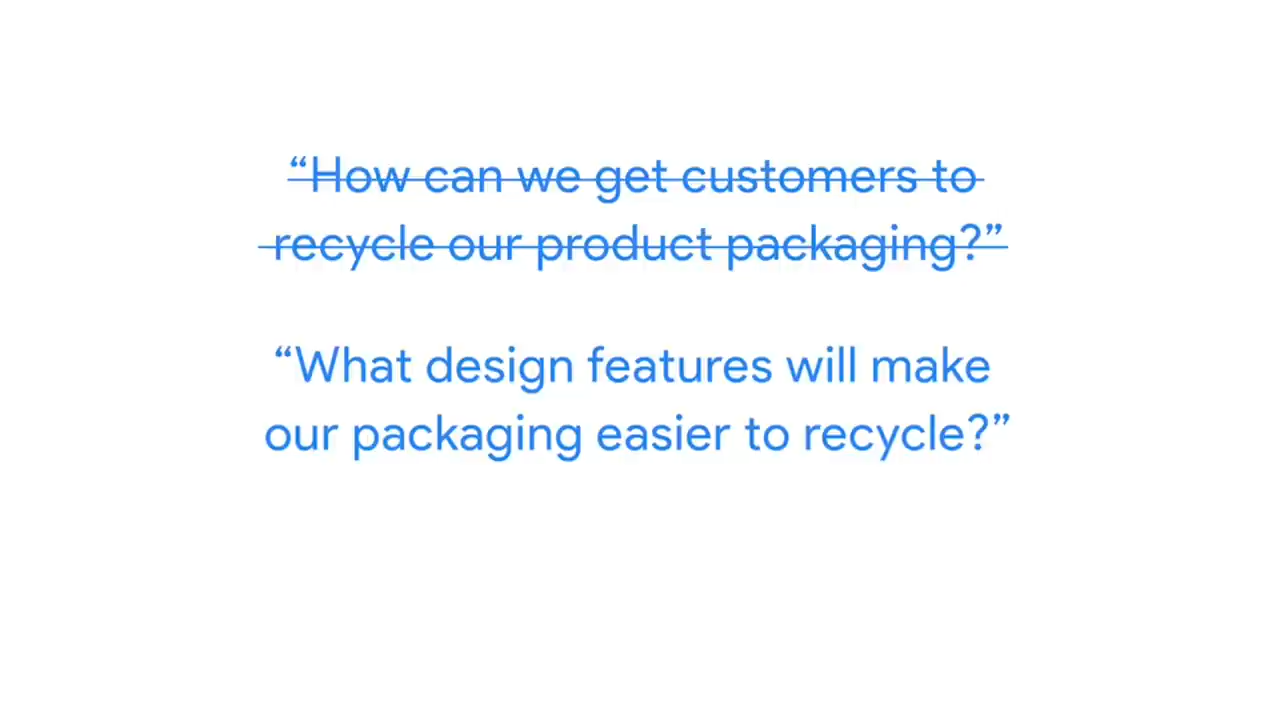 “How can we get customers to
recycle our product packaging?”
“What design features will make
our packaging easier to recycle?”